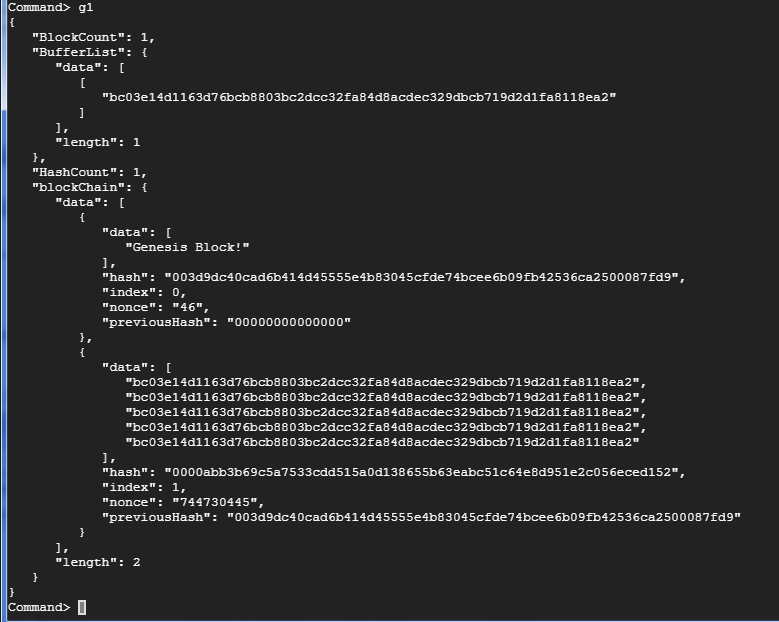 Command> g1
{
   "BlockCount": 1,
   "BufferList": {
      "data": [
         [
            "bc03e14d1163d76bcb8803bc2dcc32fa84d8acdec329dbcb719d2d1fa8118ea2"
         ]
      ],
      "length": 1
   },
   "HashCount": 1,
   "blockChain": {
      "data": [
         {
            "data": [
               "Genesis Block!"
            ],
            "hash": "003d9dc40cad6b414d45555e4b83045cfde74bcee6b09fb42536ca2500087fd9",
            "index": 0,
            "nonce": "46",
            "previousHash": "00000000000000"
         },
         {
            "data": [
               "bc03e14d1163d76bcb8803bc2dcc32fa84d8acdec329dbcb719d2d1fa8118ea2",
               "bc03e14d1163d76bcb8803bc2dcc32fa84d8acdec329dbcb719d2d1fa8118ea2",
               "bc03e14d1163d76bcb8803bc2dcc32fa84d8acdec329dbcb719d2d1fa8118ea2",
               "bc03e14d1163d76bcb8803bc2dcc32fa84d8acdec329dbcb719d2d1fa8118ea2",
               "bc03e14d1163d76bcb8803bc2dcc32fa84d8acdec329dbcb719d2d1fa8118ea2"
            ],
            "hash": "0000abb3b69c5a7533cdd515a0d138655b63eabc51c64e8d951e2c056eced152",
            "index": 1,
            "nonce": "744730445",
            "previousHash": "003d9dc40cad6b414d45555e4b83045cfde74bcee6b09fb42536ca2500087fd9"
         }
      ],
      "length": 2
   }
}
Command>